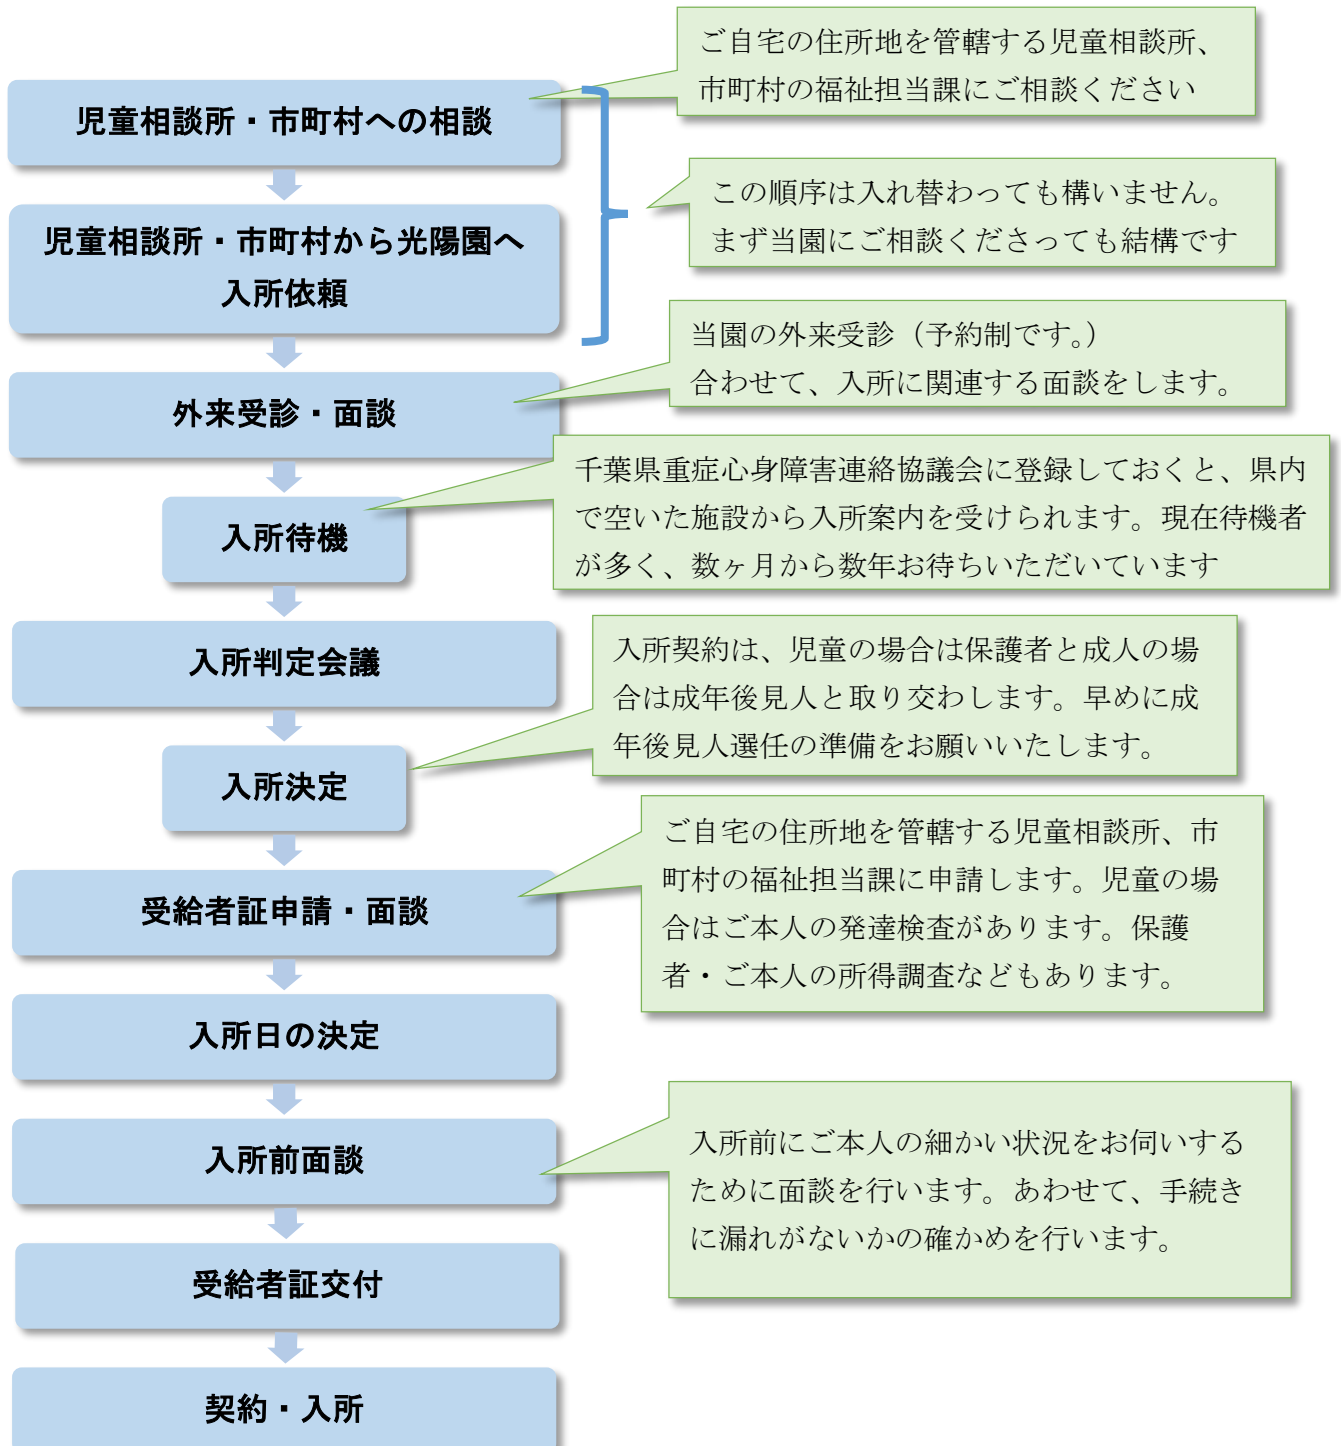 ご自宅の住所地を管轄する児童相談所、
市町村の福祉担当課にご相談ください
児童相談所・市町村への相談
この順序は入れ替わっても構いません。
まず当園にご相談くださっても結構です
児童相談所・市町村から光陽園へ
入所依頼
当園の外来受診（予約制です。）
合わせて、入所に関連する面談をします。
外来受診・面談
千葉県重症心身障害連絡協議会に登録しておくと、県内
で空いた施設から入所案内を受けられます。現在待機者
が多く、数ヶ月から数年お待ちいただいています
入所待機
入所判定会議
入所契約は、児童の場合は保護者と成人の場
合は成年後見人と取り交わします。早めに成
年後見人選任の準備をお願いいたします。
入所決定
ご自宅の住所地を管轄する児童相談所、市
町村の福祉担当課に申請します。児童の場
合はご本人の発達検査があります。保護
者・ご本人の所得調査などもあります。
受給者証申請・面談
入所日の決定
入所前にご本人の細かい状況をお伺いする
ために面談を行います。あわせて、手続き
に漏れがないかの確かめを行います。
入所前面談
受給者証交付
契約・入所